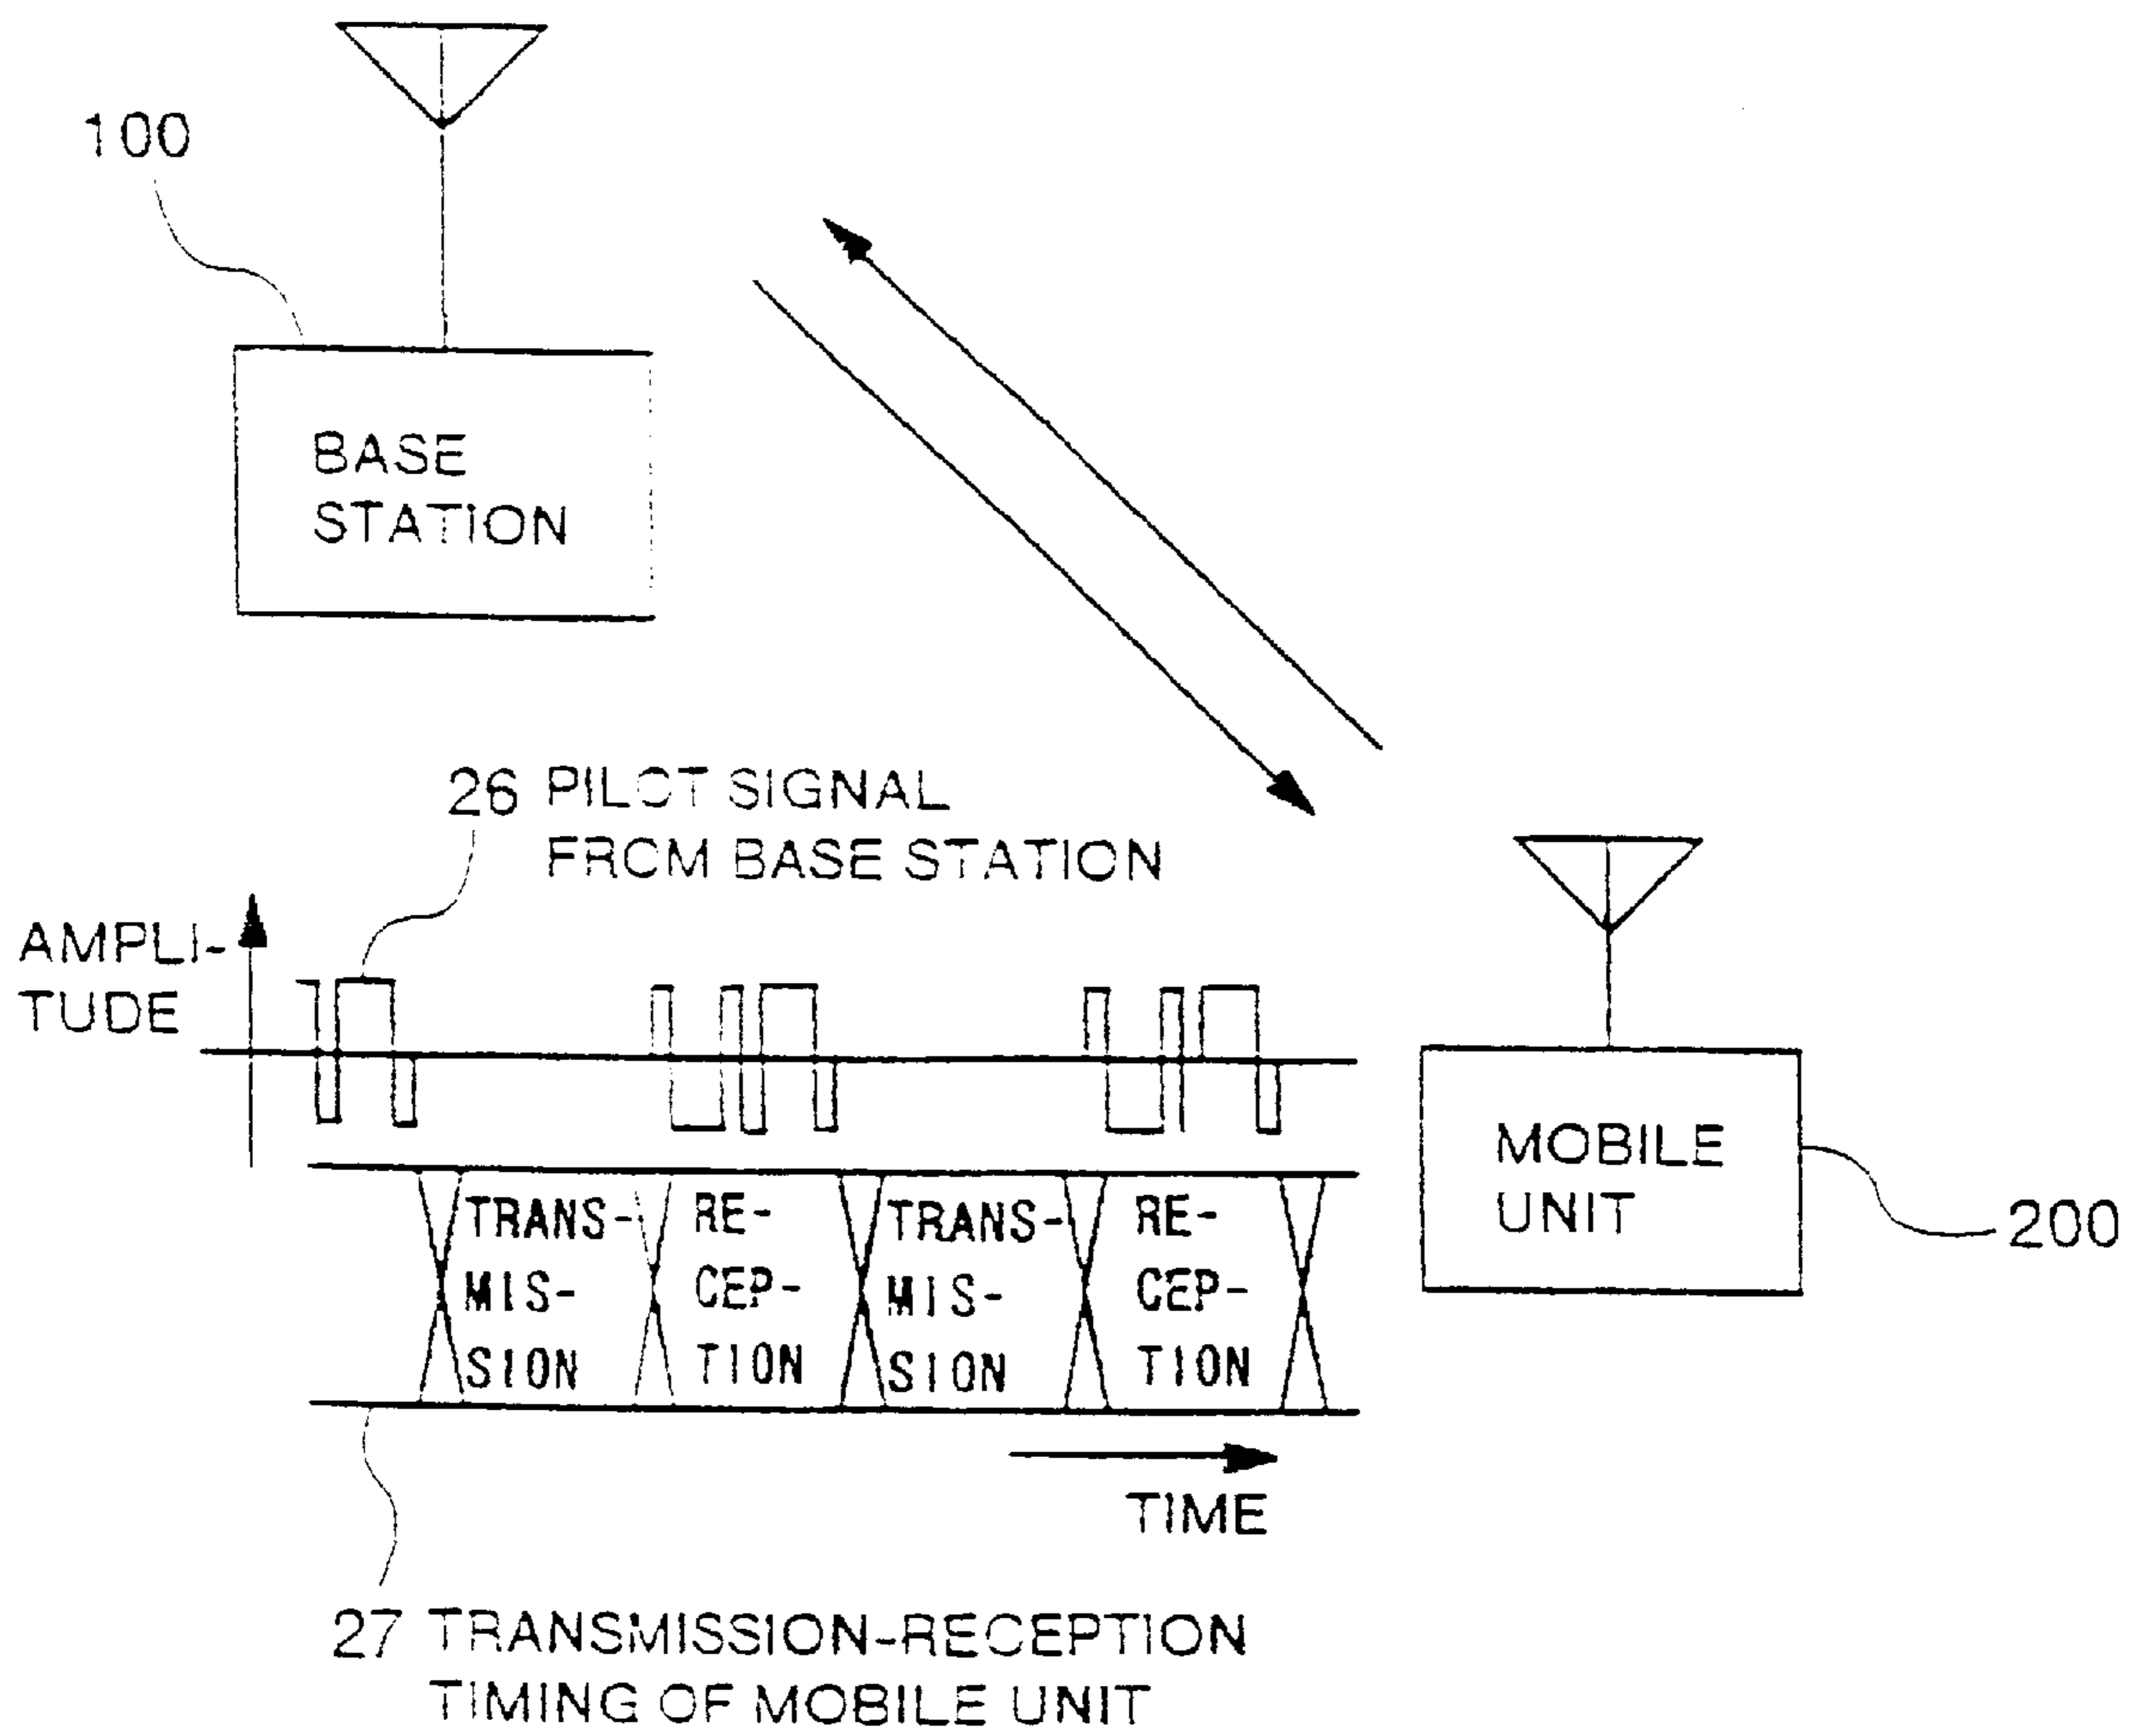 100
BASE
STATION
26 PILOT SIGNAL
FROM BASE STATION
AMPLI-
TUDE
MOBILE
UNIT
200
TRANS-
MIS-
SION
RE-
CEP-
TION
TRANS-
MIS-
SION
RE-
CEP-
TION
TIME
27 TRANSMISSION-RECEPTION
TIMING OF MOBILE UNIT